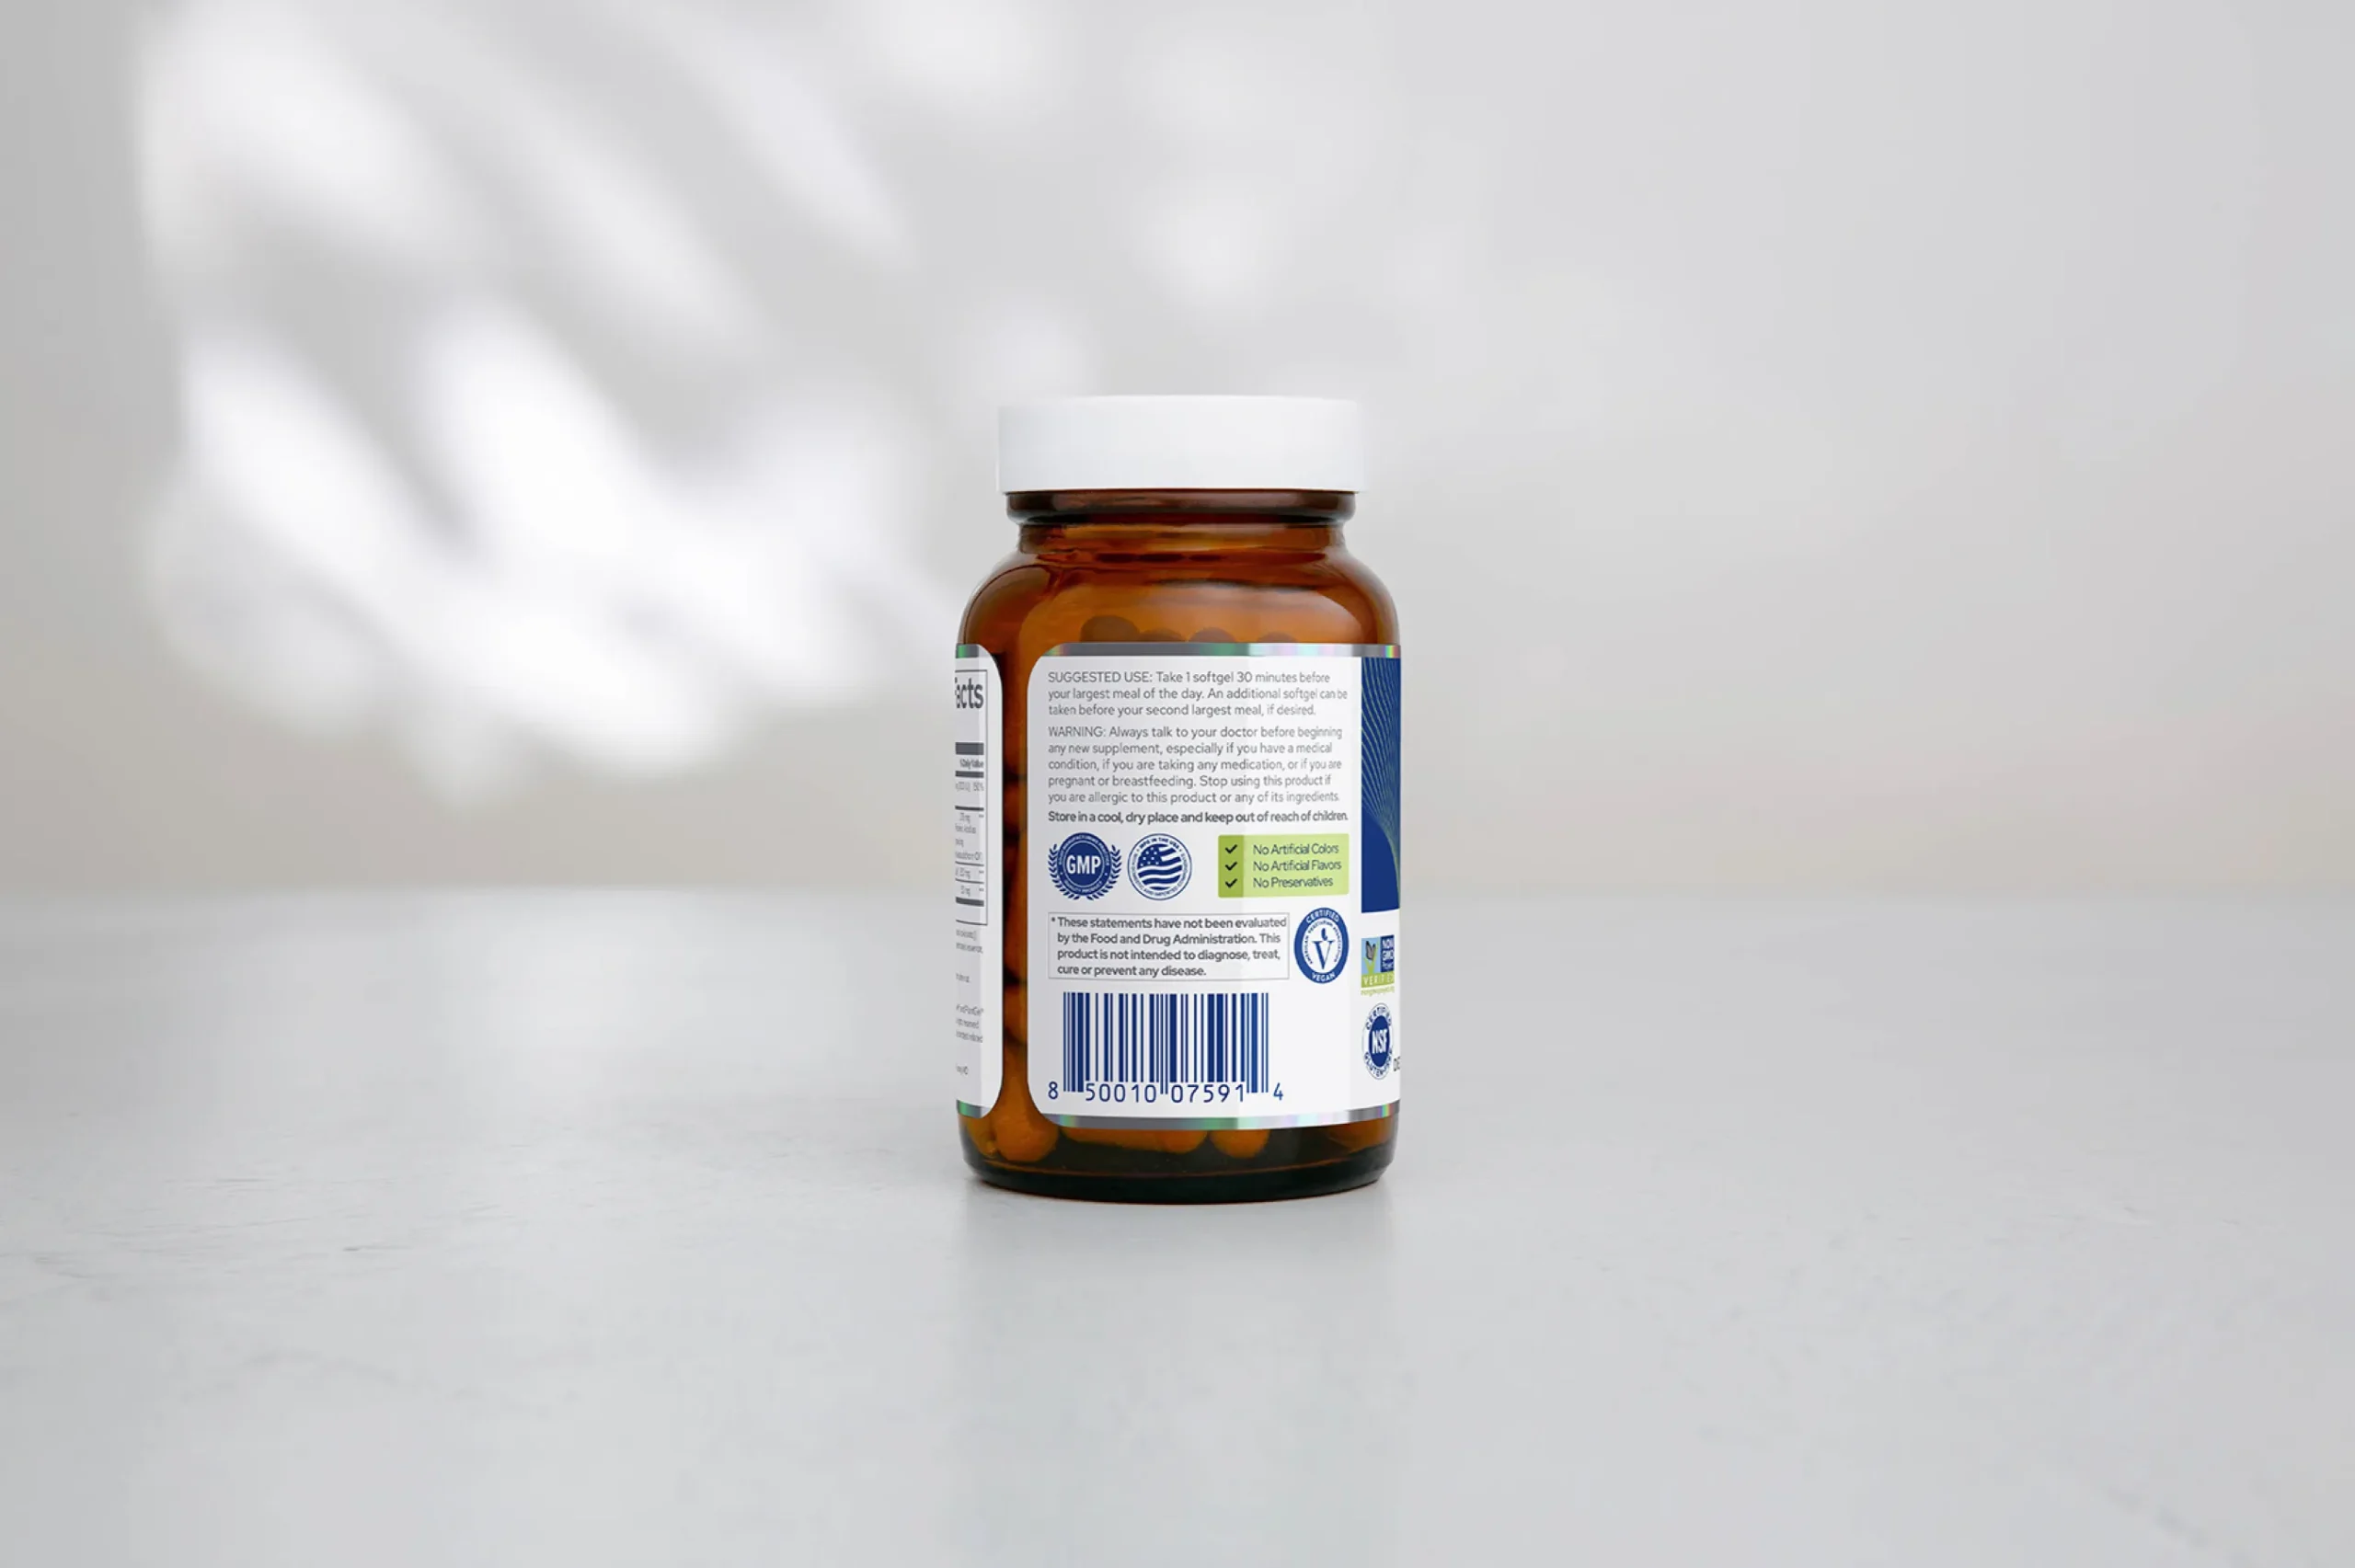 acts
SUGGESTED USE: Take 1 softgel 30 minutes before
your largest meal of the day. An additional softgel can be
taken before your second largest meal, if desired.
WARNING: Always talk to your doctor before beginning
any new supplement, especially if you have a medical
condition, if you are taking any medication, or if you are
pregnant or breastfeeding. Stop using this product if
you are allergic to this product or any of its ingredients.
Store in a cool, dry place and keep out of reach of children.
GMP
No Artificial Colors
No Artificial Flavors
No Preservatives
* These statements have not been evaluated
by the Food and Drug Administration. This
product is not intended to diagnose, treat,
cure or prevent any disease.
CERTIFIED
V
VEGAN
NON
GMO
VERIFIED
CERTIFIED
NSF
8 50010 07591 4